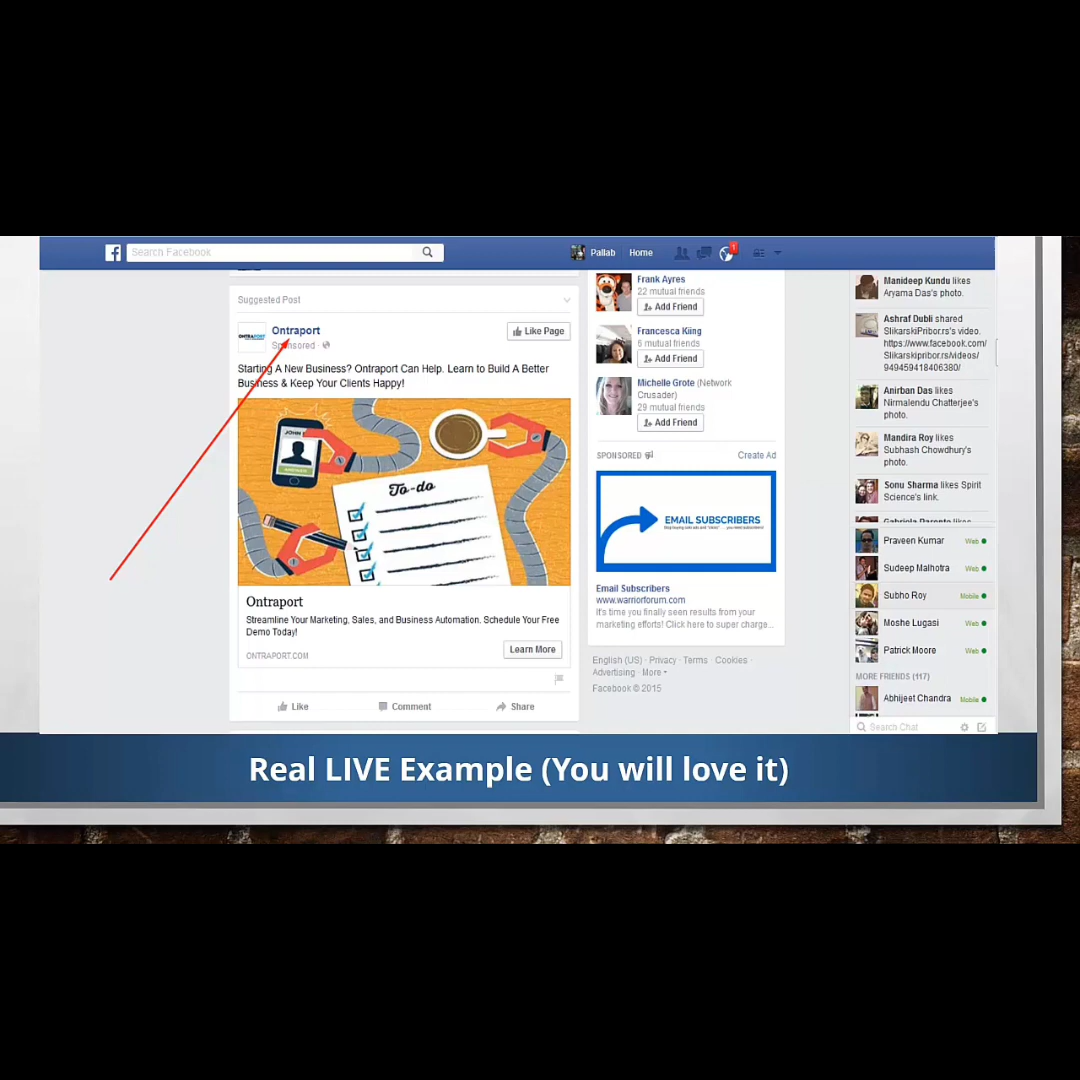 Search Facebook
Pallab Home
1
Suggested Post
Ontraport
Sponsored ·
Like Page
Starting A New Business? Ontraport Can Help. Learn to Build A Better
Business & Keep Your Clients Happy!
To-do
Ontraport
Streamline Your Marketing, Sales, and Business Automation. Schedule Your Free
Demo Today!
ONTRAPORT.COM
Learn More
Like Comment Share
Frank Ayres
22 mutual friends
Add Friend
Francesca Kiing
6 mutual friends
Add Friend
Michelle Grote (Network
Crusader)
29 mutual friends
Add Friend
SPONSORED
Create Ad
EMAIL SUBSCRIBERS
Email Subscribers
www.warriorforum.com
It's time you finally seen results from your
marketing efforts! Click here to super charge...
English (US) · Privacy · Terms · Cookies ·
Advertising · More
Facebook © 2015
Manideep Kundu likes
Aryama Das's photo.
Ashraf Dubli shared
SlikarskiPribor.rs's video.
https://www.facebook.com/
Slikarskipribor.rs/videos/
949459418406380/
Anirban Das likes
Nirmalendu Chatterjee's
photo.
Mandira Roy likes
Subhash Chowdhury's
photo.
Sonu Sharma likes Spirit
Science's link.
Gabriela Parente likes
Praveen Kumar Web
Sudeep Malhotra Web
Subho Roy Mobile
Moshe Lugasi Web
Patrick Moore Web
MORE FRIENDS (117)
Abhijeet Chandra Mobile
Search Chat
Real LIVE Example (You will love it)